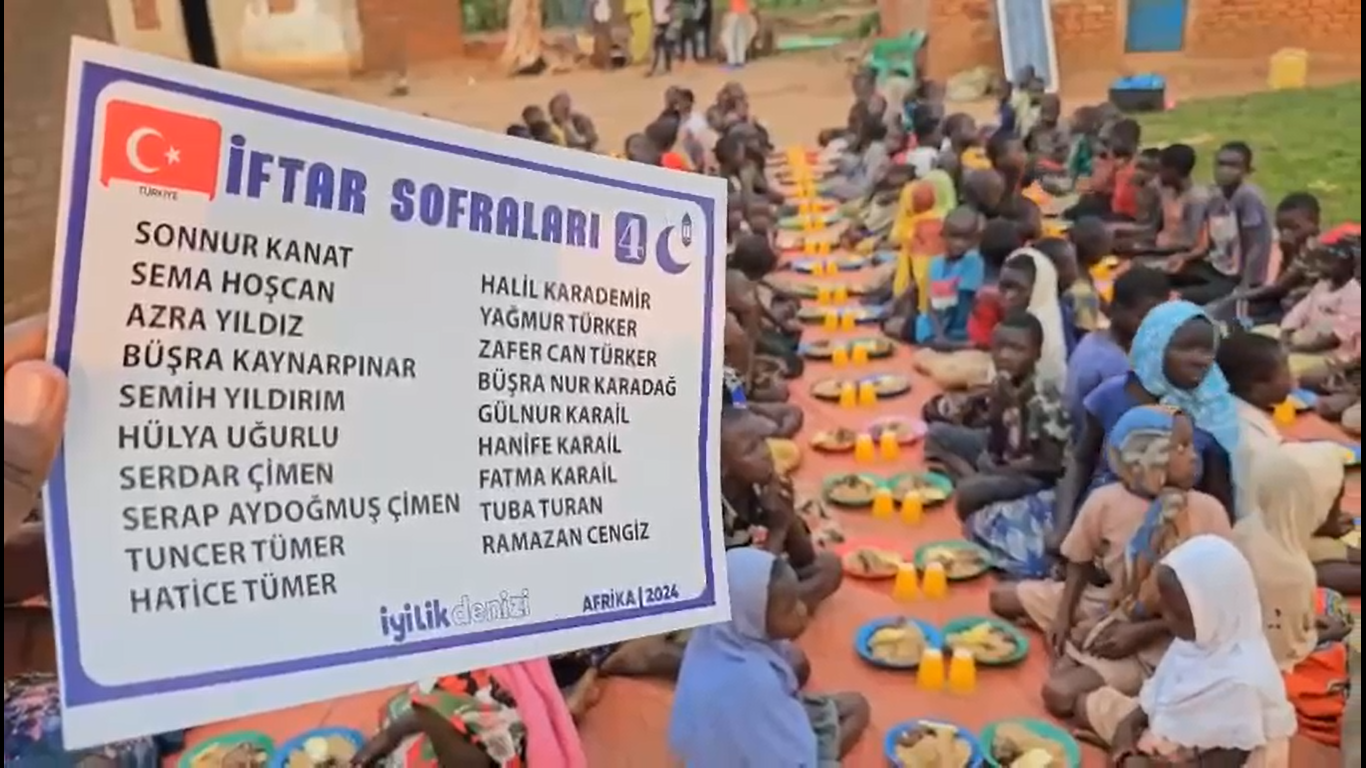 TÜRKİYE
İFTAR SOFRALARI 4
SONNUR KANAT
SEMA HOŞCAN
AZRA YILDIZ
BÜŞRA KAYNARPINAR
SEMİH YILDIRIM
HÜLYA UĞURLU
SERDAR ÇİMEN
SERAP AYDOĞMUŞ ÇİMEN
TUNCER TÜMER
HATİCE TÜMER
HALİL KARADEMİR
YAĞMUR TÜRKER
ZAFER CAN TÜRKER
BÜŞRA NUR KARADAĞ
GÜLNUR KARAİL
HANİFE KARAİL
FATMA KARAİL
TUBA TURAN
RAMAZAN CENGİZ
iyilikdenizi
AFRİKA | 2024